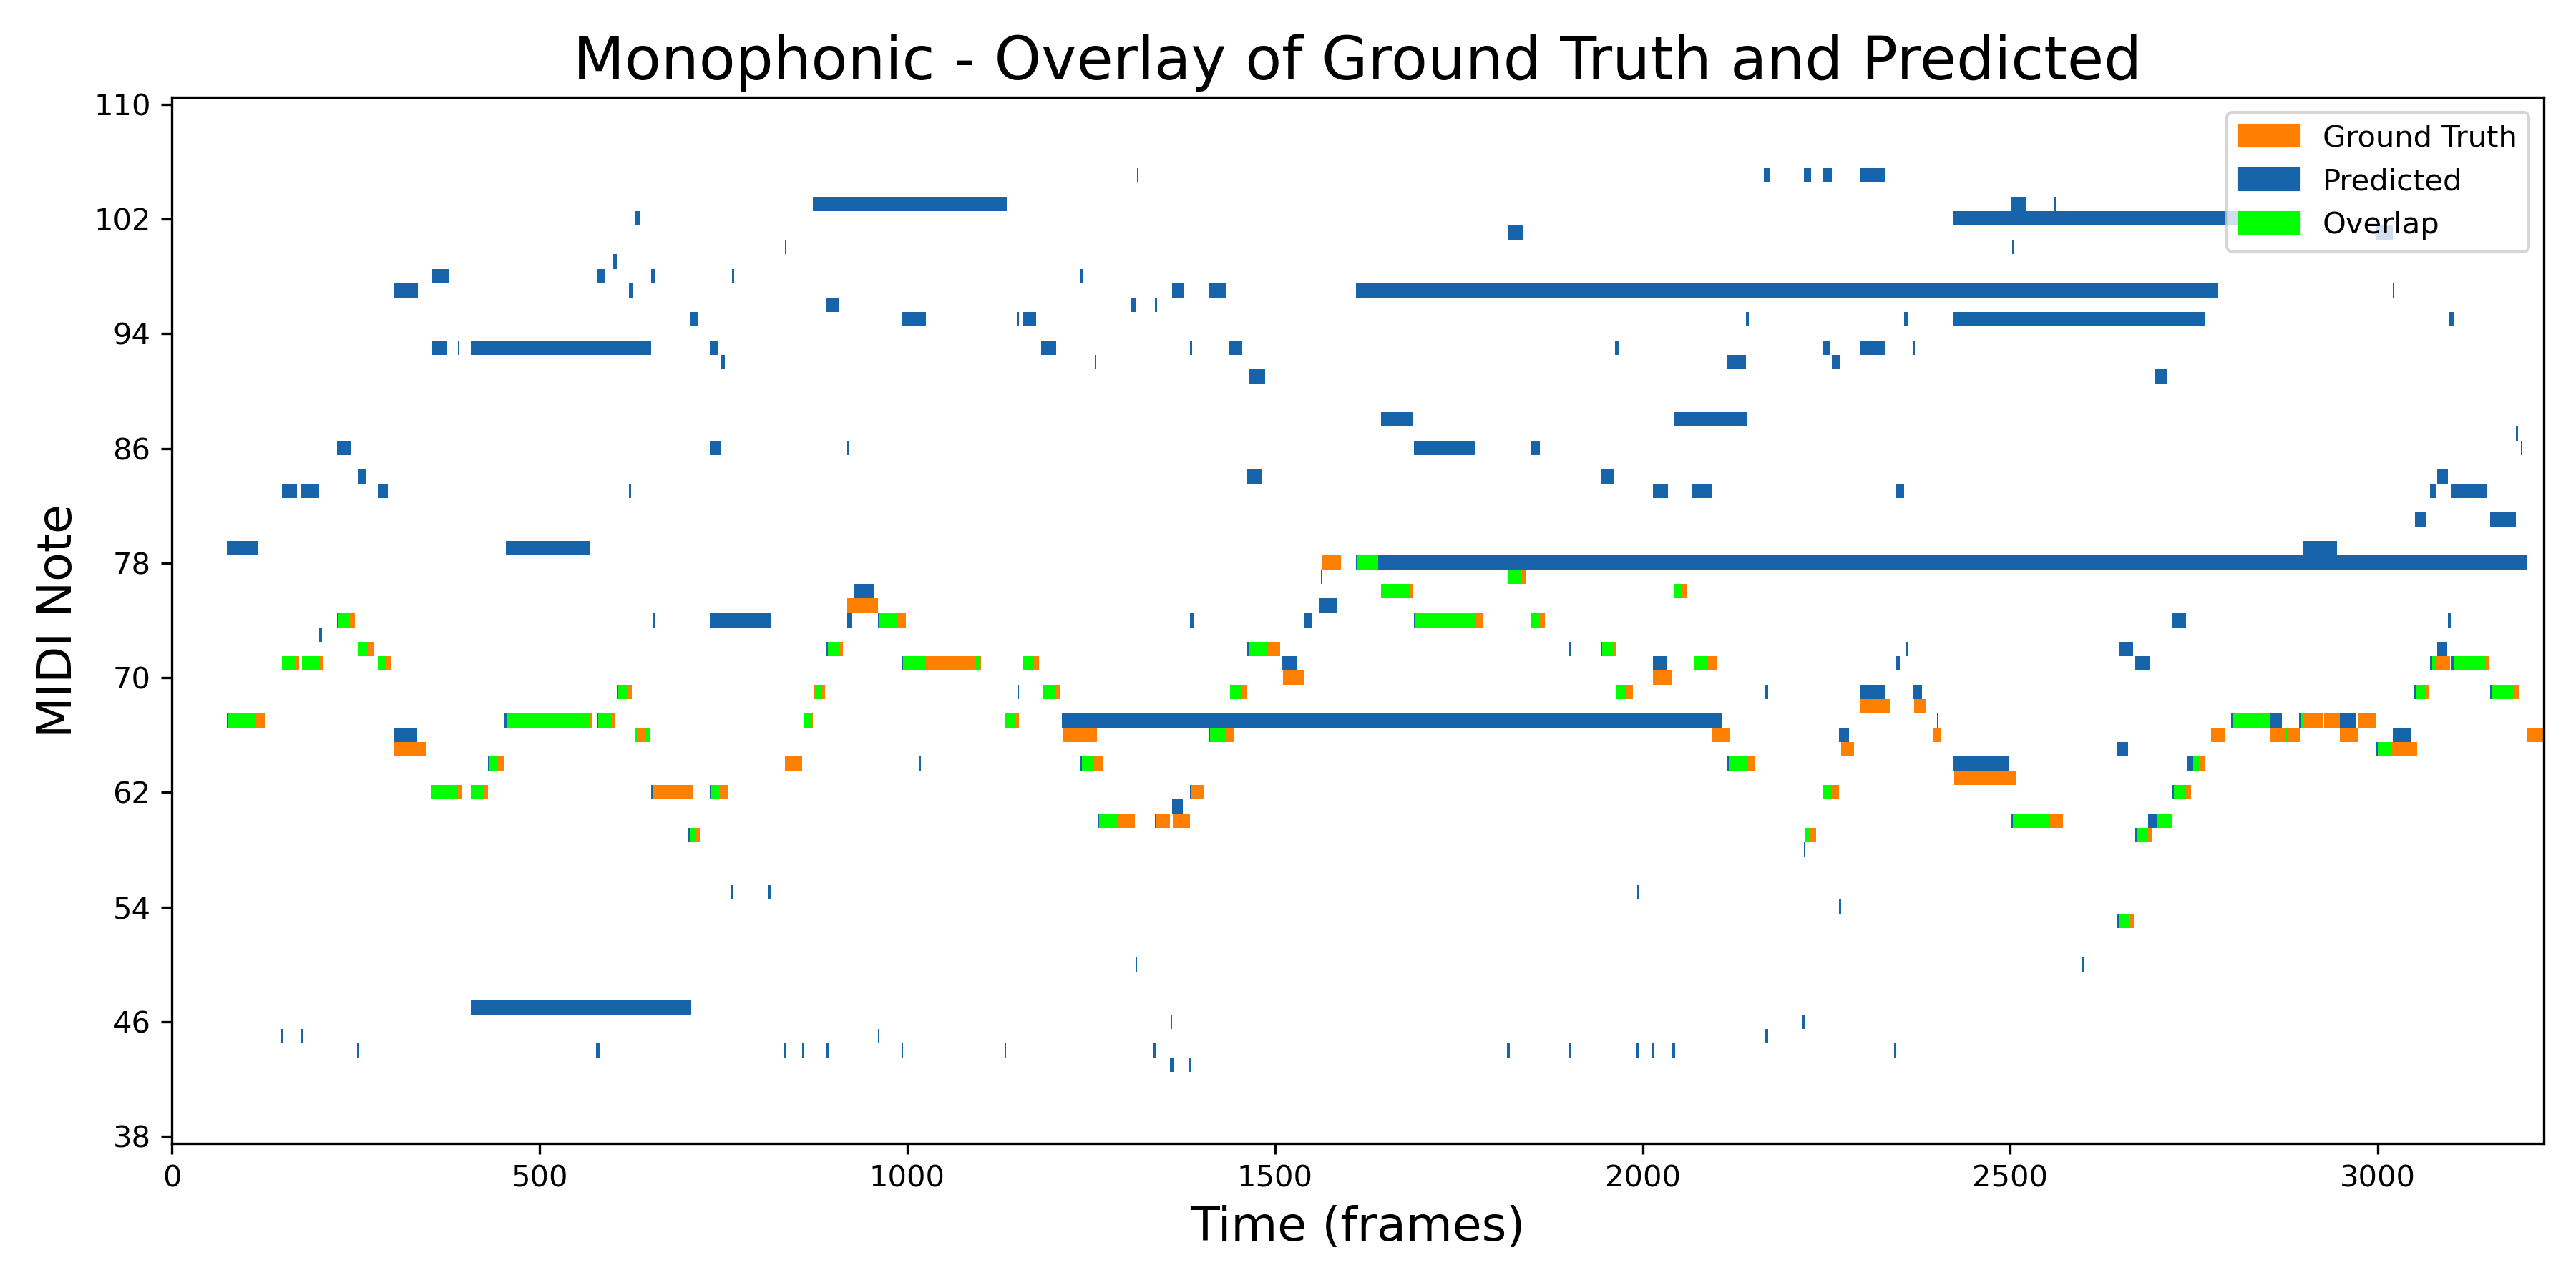 Monophonic - Overlay of Ground Truth and Predicted
110
102
94
86
78
70
62
54
46
38
MIDI Note
0 500 1000 1500 2000 2500 3000
Time (frames)
Ground Truth
Predicted
Overlap